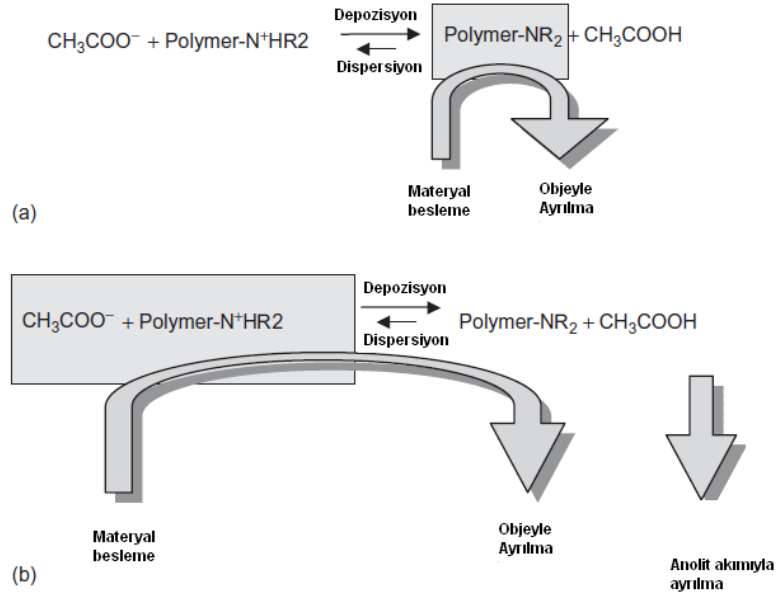 Depozisyon
CH₃COO⁻ + Polymer-N⁺HR2
Polymer-NR₂ + CH₃COOH
Dispersiyon
Materyal
besleme
Objeyle
Ayrılma
(a)
Depozisyon
CH₃COO⁻ + Polymer-N⁺HR2
Polymer-NR₂ + CH₃COOH
Dispersiyon
Materyal
besleme
Objeyle
Ayrılma
Anolit akımıyla
ayrılma
(b)